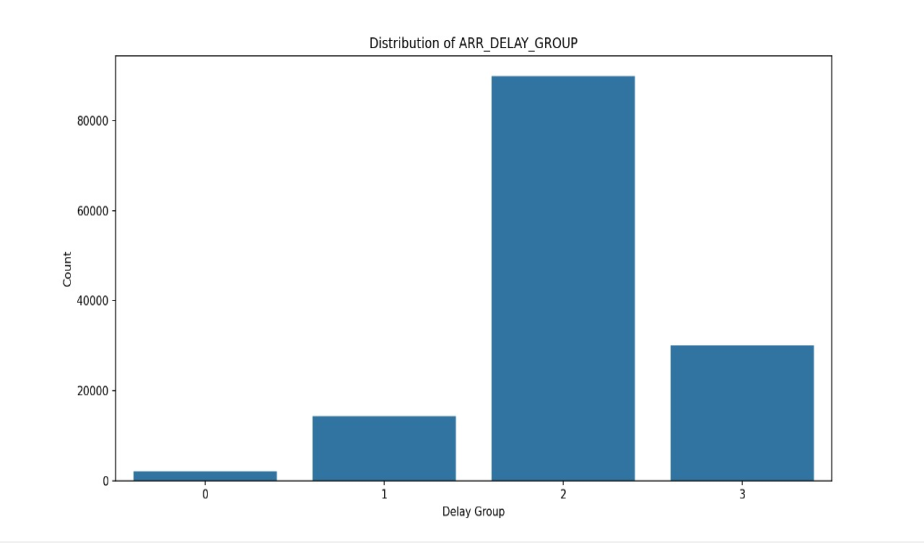 Distribution of ARR_DELAY_GROUP
80000
60000
40000
20000
0
Count
0 1 2 3
Delay Group